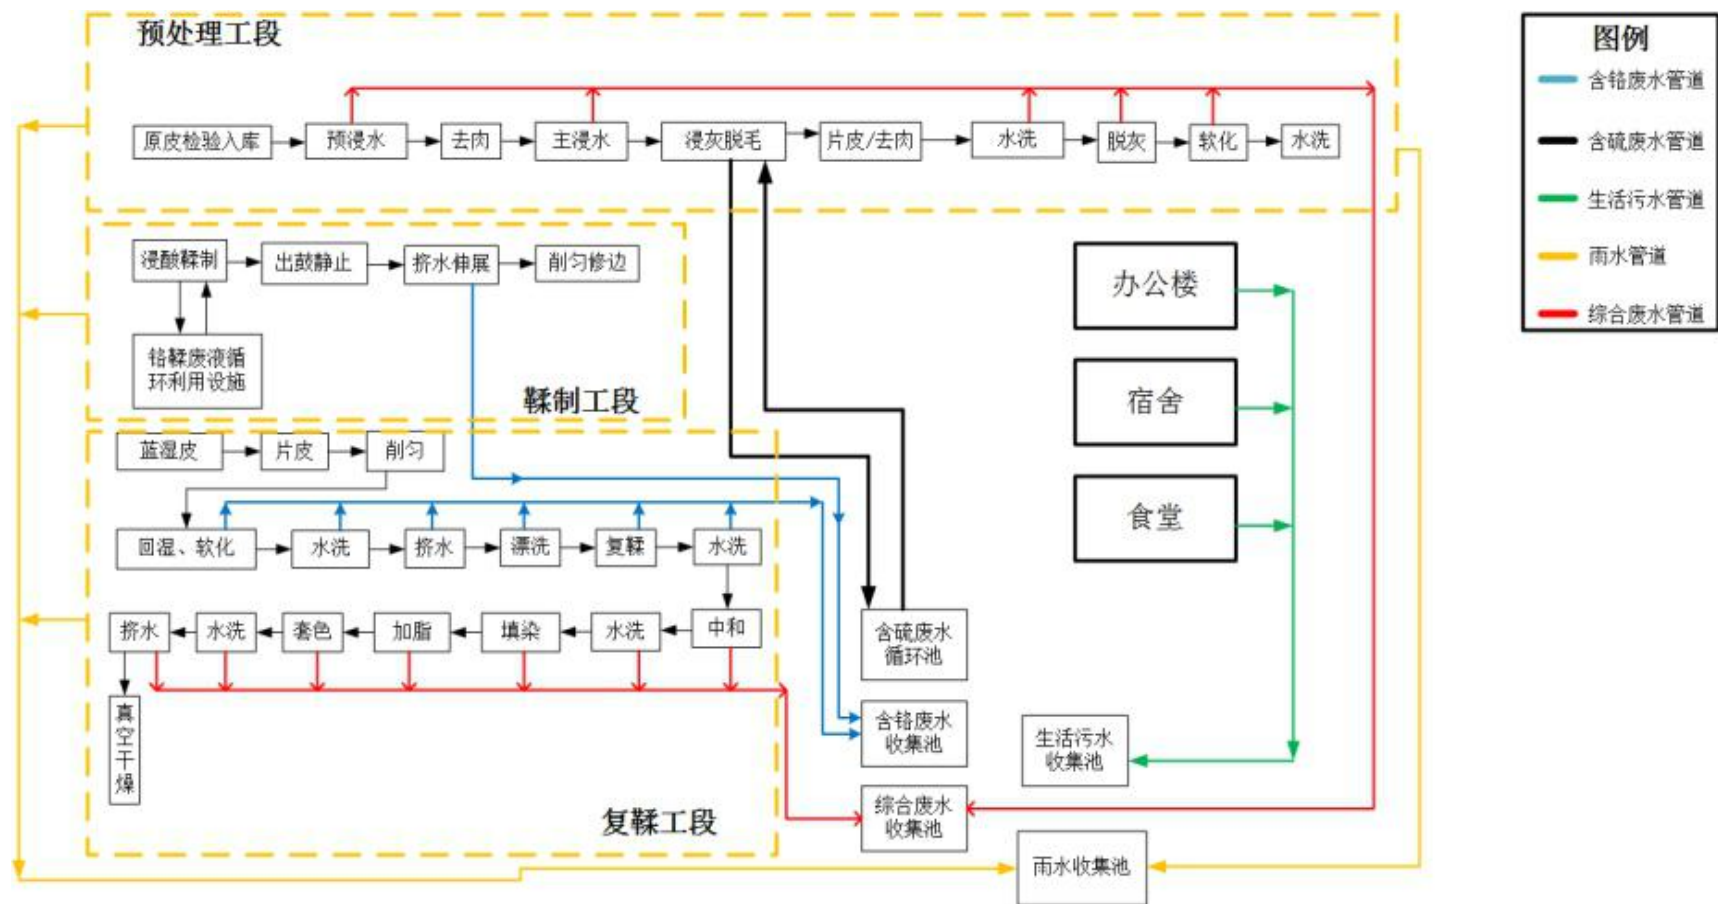 预处理工段
原皮检验入库
预浸水
去肉
主浸水
浸灰脱毛
片皮/去肉
水洗
脱灰
软化
水洗
浸酸鞣制
出鼓静止
挤水伸展
削匀修边
铬鞣废液循
环利用设施
鞣制工段
蓝湿皮
片皮
削匀
回湿、软化
水洗
挤水
漂洗
复鞣
水洗
挤水
水洗
套色
加脂
填染
水洗
中和
真
空
干
燥
复鞣工段
含硫废水
循环池
含铬废水
收集池
综合废水
收集池
办公楼
宿舍
食堂
生活污水
收集池
雨水收集池
图例
含铬废水管道
含硫废水管道
生活污水管道
雨水管道
综合废水管道